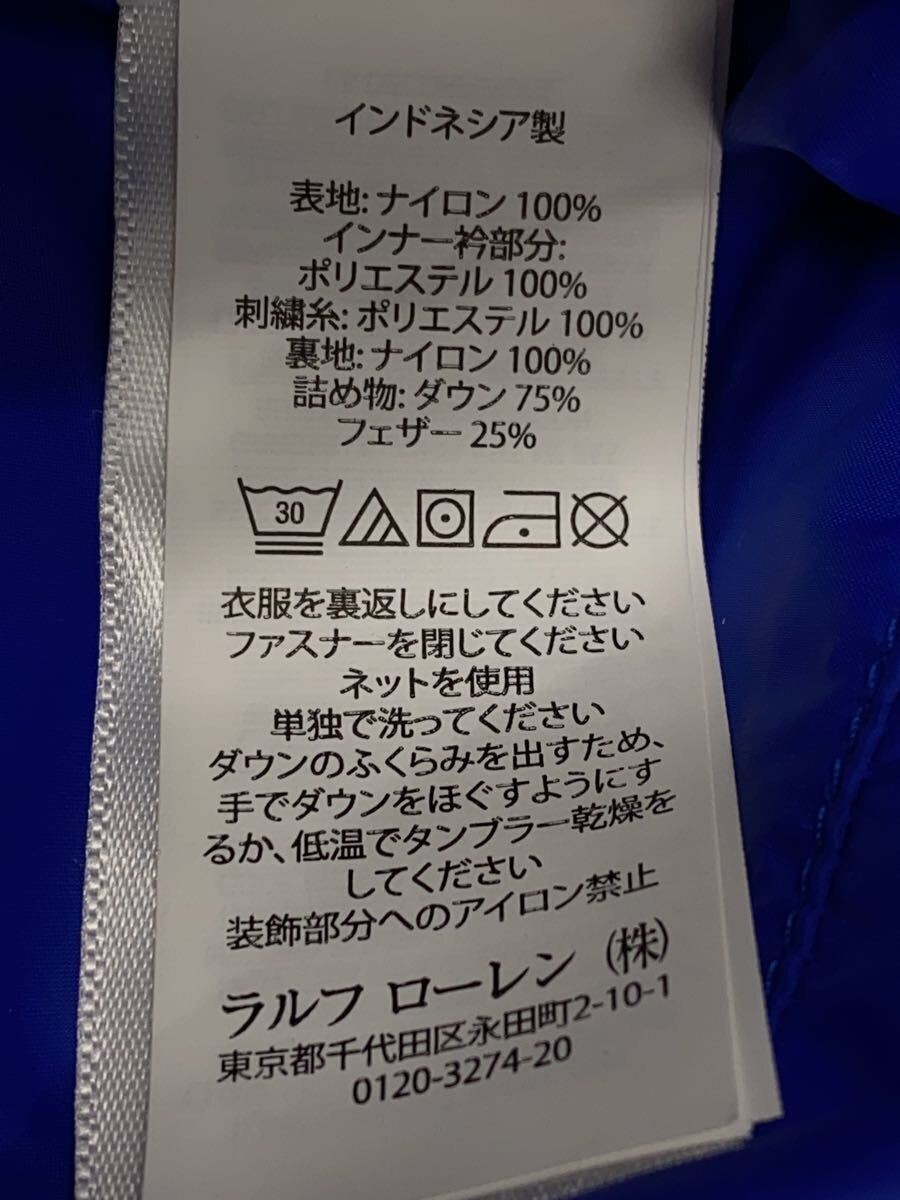 インドネシア製
表地: ナイロン 100%
インナー衿部分:
ポリエステル 100%
刺繍糸: ポリエステル 100%
裏地: ナイロン 100%
詰め物: ダウン 75%
フェザー 25%
30
衣服を裏返しにしてください
ファスナーを閉じてください
ネットを使用
単独で洗ってください
ダウンのふくらみを出すため、
手でダウンをほぐすようにす
るか、低温でタンブラー乾燥を
してください
装飾部分へのアイロン禁止
ラルフ ローレン (株)
東京都千代田区永田町2-10-1
0120-3274-20